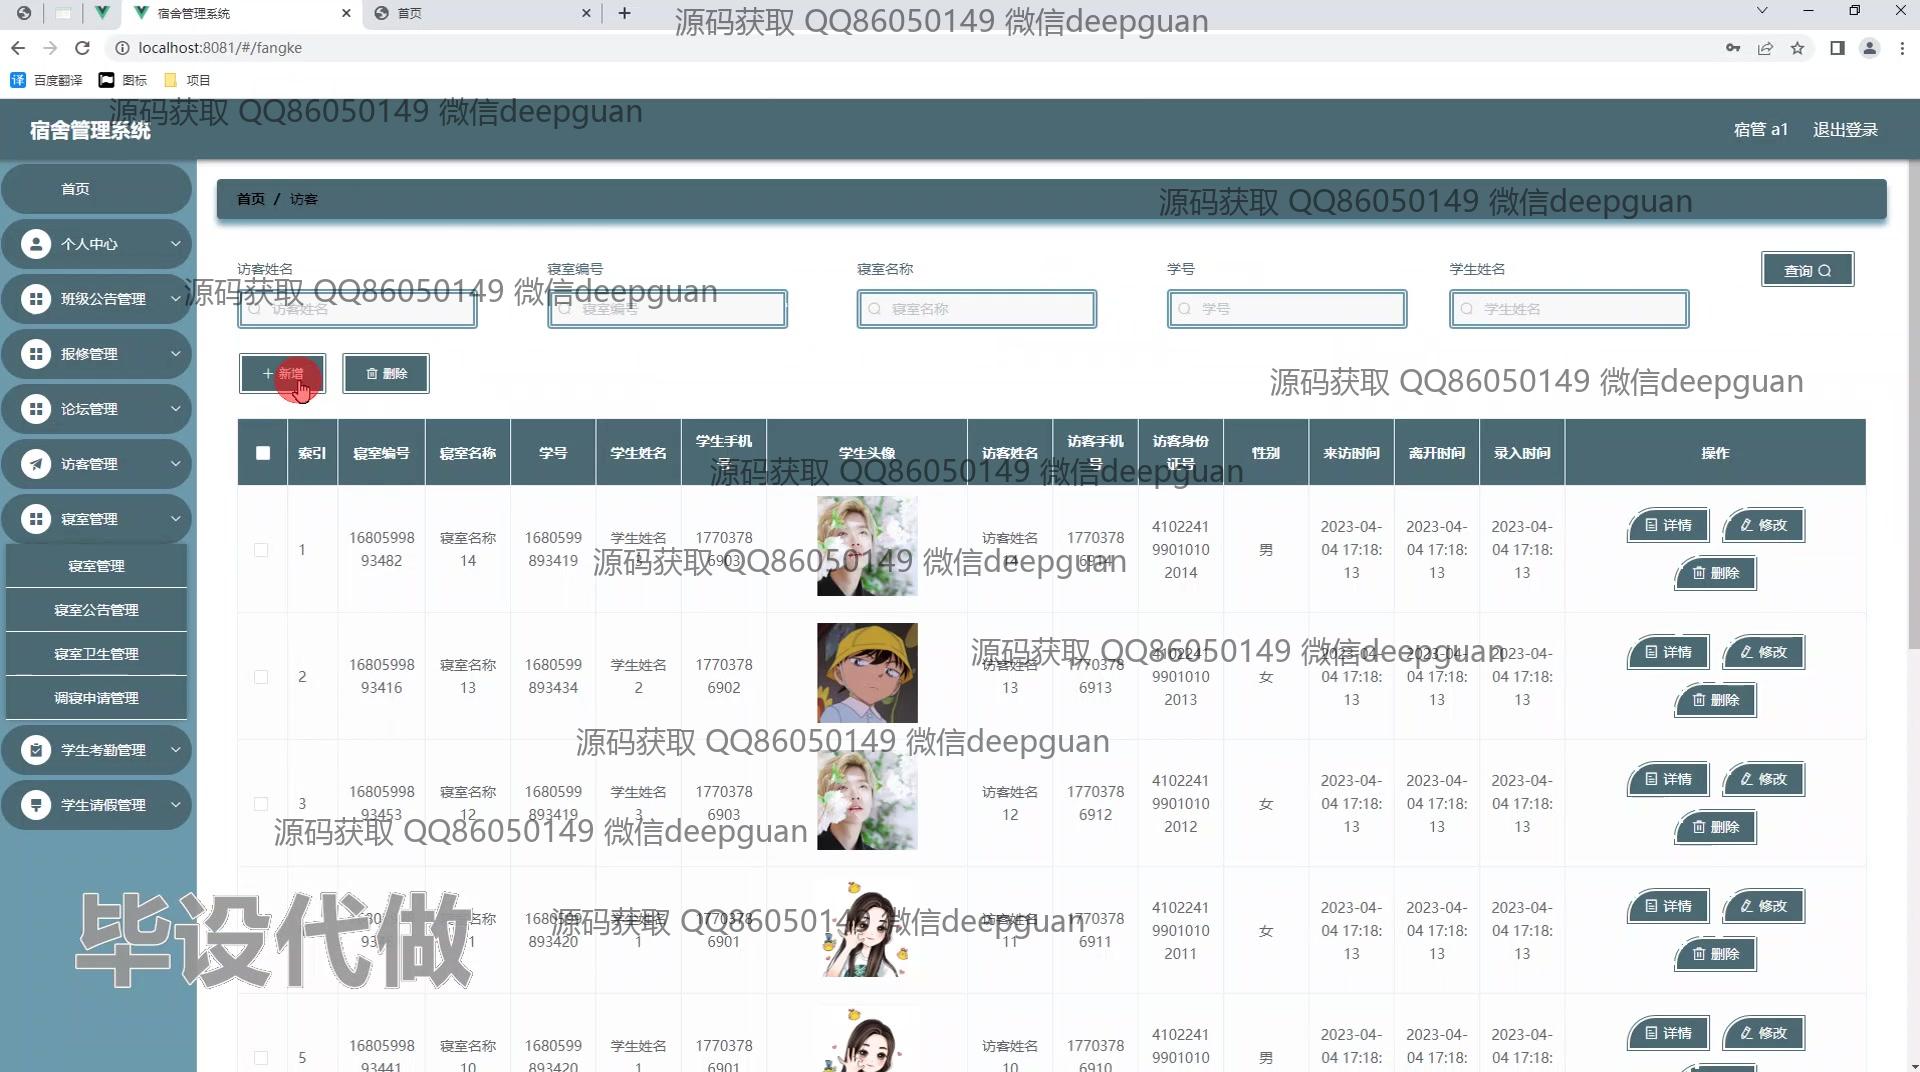 宿舍管理系统
首页
源码获取 QQ86050149 微信deepguan
localhost:8081/#/fangke
百度翻译
图标
项目
源码获取 QQ86050149 微信deepguan
宿舍管理系统
宿管 a1
退出登录
首页
个人中心
班级公告管理
报修管理
论坛管理
访客管理
寝室管理
寝室管理
寝室公告管理
寝室卫生管理
调寝申请管理
学生考勤管理
学生请假管理
首页 / 访客
源码获取 QQ86050149 微信deepguan
访客姓名 寝室编号 寝室名称 学号 学生姓名
查询
源码获取 QQ86050149 微信deepguan
访客姓名 寝室编号 寝室名称 学号 学生姓名
新增 删除
源码获取 QQ86050149 微信deepguan
索引 寝室编号 寝室名称 学号 学生姓名 学生手机号 学生头像 访客姓名 访客手机号 访客身份证号 性别 来访时间 离开时间 录入时间 操作
源码获取 QQ86050149 微信deepguan
1 1680599893482 寝室名称14 1680599893419 学生姓名3 17703786903 访客姓名14 17703786914 410224199010102014 男 2023-04-04 17:18:13 2023-04-04 17:18:13 2023-04-04 17:18:13 详情 修改 删除
源码获取 QQ86050149 微信deepguan
2 1680599893416 寝室名称13 1680599893434 学生姓名2 17703786902 访客姓名13 17703786913 410224199010102013 女 2023-04-04 17:18:13 2023-04-04 17:18:13 2023-04-04 17:18:13 详情 修改 删除
源码获取 QQ86050149 微信deepguan
源码获取 QQ86050149 微信deepguan
3 1680599893453 寝室名称12 1680599893419 学生姓名3 17703786903 访客姓名12 17703786912 410224199010102012 女 2023-04-04 17:18:13 2023-04-04 17:18:13 2023-04-04 17:18:13 详情 修改 删除
源码获取 QQ86050149 微信deepguan
1680599893420 学生姓名1 17703786901 访客姓名11 17703786911 410224199010102011 女 2023-04-04 17:18:13 2023-04-04 17:18:13 2023-04-04 17:18:13 详情 修改 删除
源码获取 QQ86050149 微信deepguan
毕设代做
5 1680599893441 寝室名称10 1680599893420 学生姓名1 17703786901 访客姓名10 17703786910 41022419901010 男 2023-04-04 17:18: 2023-04-04 17:18: 2023-04-04 17:18: 详情 修改